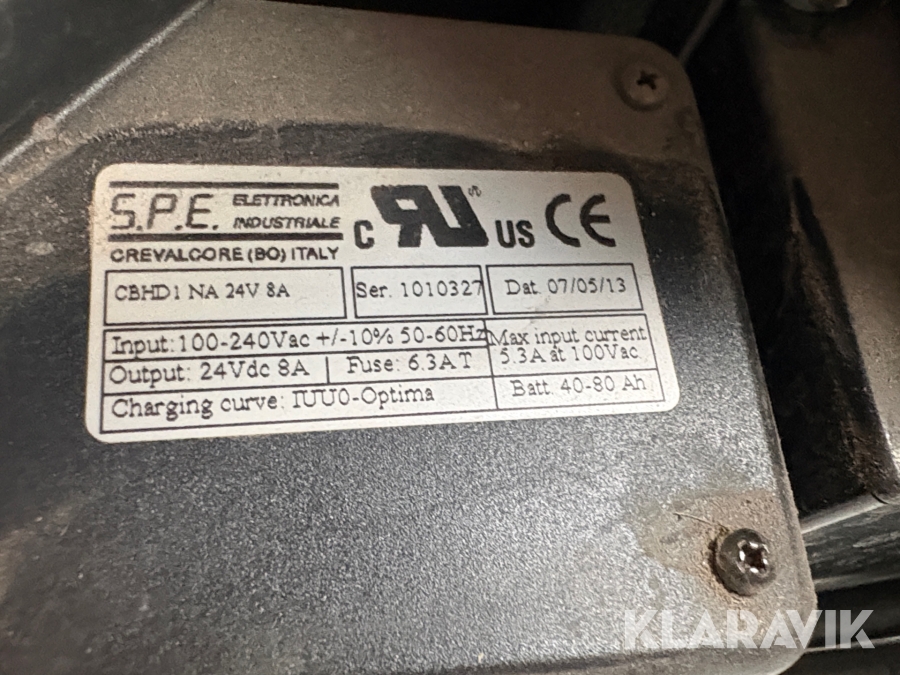 S.P.E. ELETTRONICA INDUSTRIALE
CREVALCORE (BO) ITALY
C RU US CE
CBHD1 NA 24V 8A
Ser. 1010327
Dat. 07/05/13
Input: 100-240Vac +/-10% 50-60Hz
Max input current 5.3A at 100Vac
Output: 24Vdc 8A
Fuse: 6.3A T
Charging curve: IUU0-Optima
Batt. 40-80 Ah
KLARAVIK